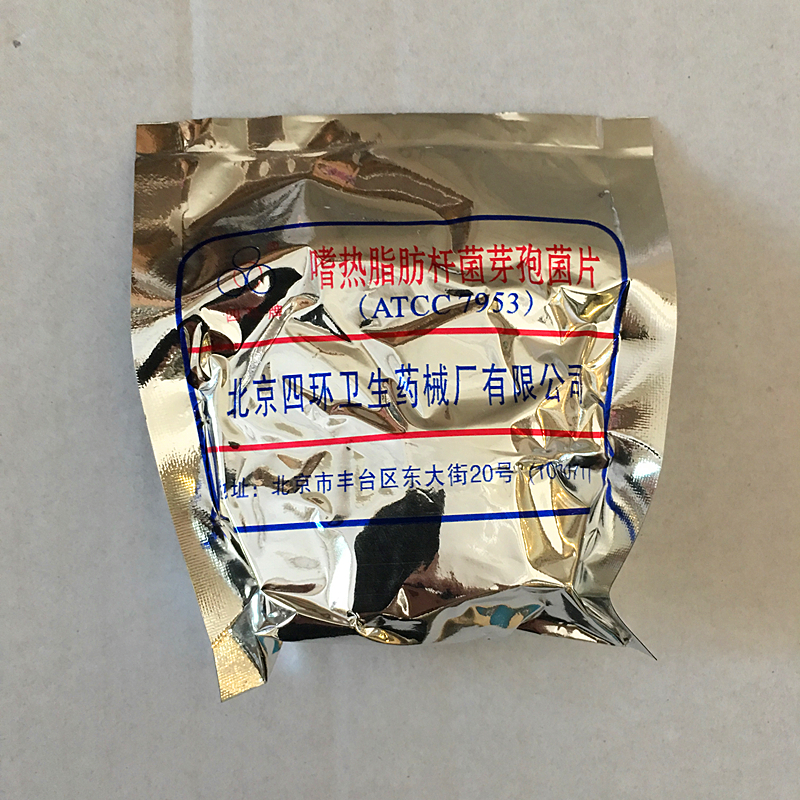 嗜热脂肪杆菌芽孢菌片
(ATCC 7953)
牌
北京四环卫生药械厂有限公司
址：北京市丰台区东大街20号